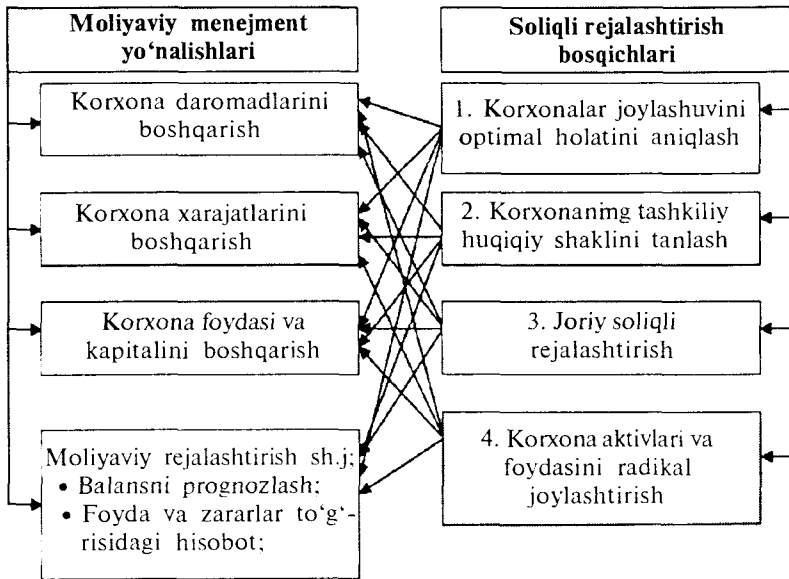 Moliyaviy menejment
yo‘nalishlari
Korxona daromadlarini
boshqarish
Korxona xarajatlarini
boshqarish
Korxona foydasi va
kapitalini boshqarish
Moliyaviy rejalashtirish sh.j;
• Balansni prognozlash;
• Foyda va zararlar to‘g‘-
risidagi hisobot;
Soliqli rejalashtirish
bosqichlari
1. Korxonalar joylashuvini
optimal holatini aniqlash
2. Korxonaning tashkiliy
huqiqiy shaklini tanlash
3. Joriy soliqli
rejalashtirish
4. Korxona aktivlari va
foydasini radikal
joylashtirish